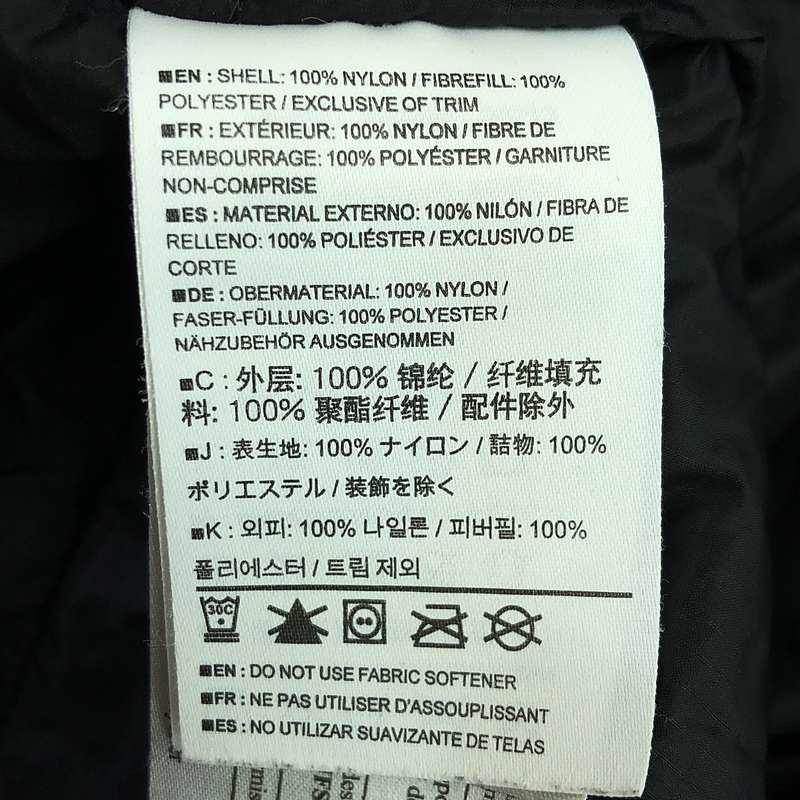 EN : SHELL: 100% NYLON / FIBREFILL: 100%
POLYESTER / EXCLUSIVE OF TRIM
FR : EXTÉRIEUR: 100% NYLON / FIBRE DE
REMBOURRAGE: 100% POLYÉSTER / GARNITURE
NON-COMPRISE
ES : MATERIAL EXTERNO: 100% NILÓN / FIBRA DE
RELLENO: 100% POLIÉSTER / EXCLUSIVO DE
CORTE
DE : OBERMATERIAL: 100% NYLON /
FASER-FÜLLUNG: 100% POLYESTER /
NÄHZUBEHÖR AUSGENOMMEN
C : 外层: 100% 锦纶 / 纤维填充
料: 100% 聚酯纤维 / 配件除外
J : 表生地: 100% ナイロン / 詰物: 100%
ポリエステル / 装飾を除く
K : 외피: 100% 나일론 / 피버필: 100%
폴리에스터 / 트림 제외
30C
EN : DO NOT USE FABRIC SOFTENER
FR : NE PAS UTILISER D'ASSOUPLISSANT
ES : NO UTILIZAR SUAVIZANTE DE TELAS